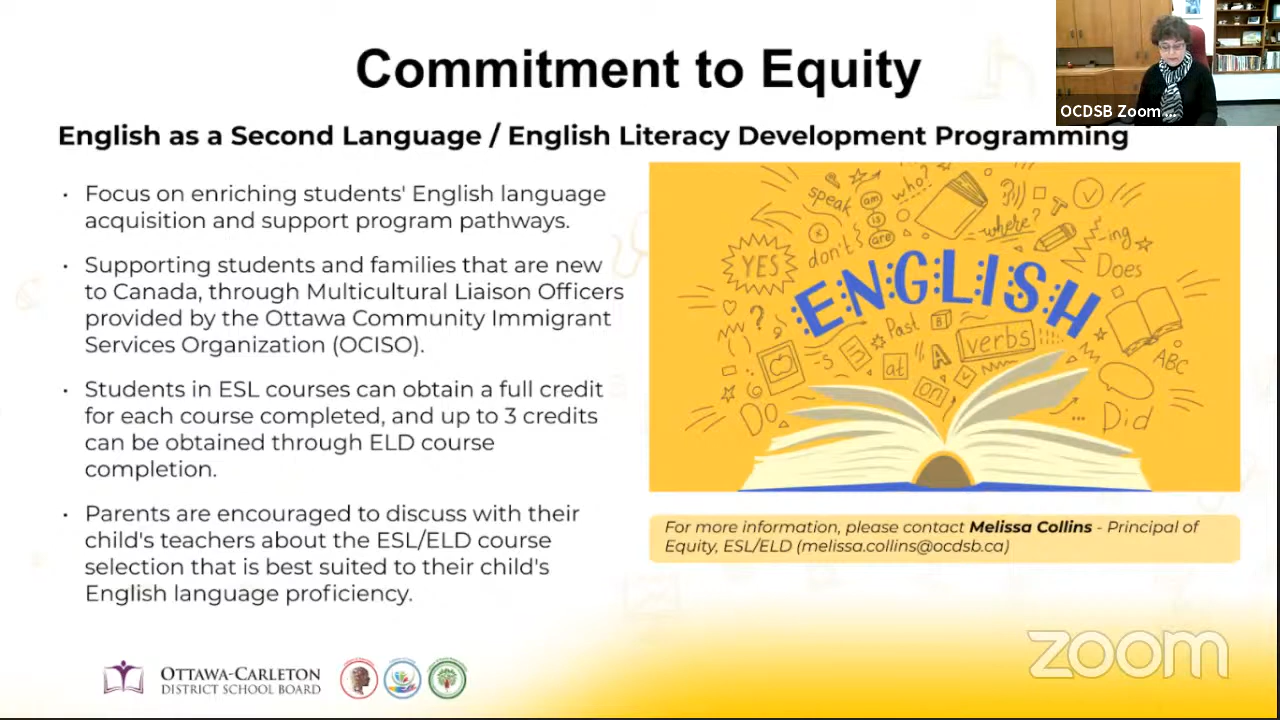 Commitment to Equity
OCDSB Zoom ...
English as a Second Language / English Literacy Development Programming
· Focus on enriching students' English language
acquisition and support program pathways.
· Supporting students and families that are new
to Canada, through Multicultural Liaison Officers
provided by the Ottawa Community Immigrant
Services Organization (OCISO).
· Students in ESL courses can obtain a full credit
for each course completed, and up to 3 credits
can be obtained through ELD course
completion.
· Parents are encouraged to discuss with their
child's teachers about the ESL/ELD course
selection that is best suited to their child's
English language proficiency.
speak
am
is
are
who?
where?
don't
YES
-ing
Does
ENGLISH
?
Past
B
verbs
-s
at
A
on
ABC
Do
... Did
For more information, please contact Melissa Collins - Principal of
Equity, ESL/ELD (melissa.collins@ocdsb.ca)
zoom
OTTAWA-CARLETON
DISTRICT SCHOOL BOARD